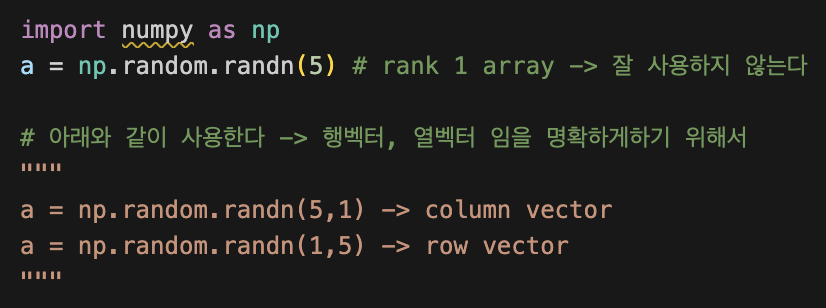 import numpy as np
a = np.random.randn(5) # rank 1 array -> 잘 사용하지 않는다
# 아래와 같이 사용한다 -> 행벡터, 열벡터 임을 명확하게하기 위해서
"""
a = np.random.randn(5,1) -> column vector
a = np.random.randn(1,5) -> row vector
"""